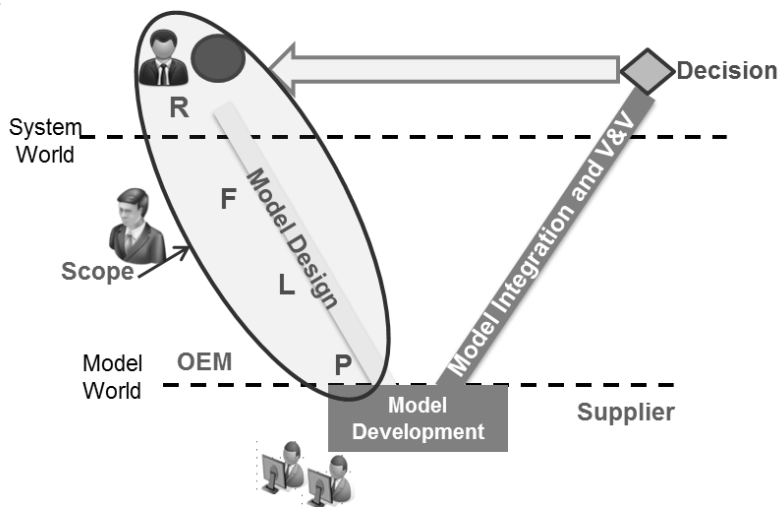 Decision
R
System
World
F
Model Design
Model Integration and V&V
Scope
L
Model
World
OEM
P
Model
Development
Supplier